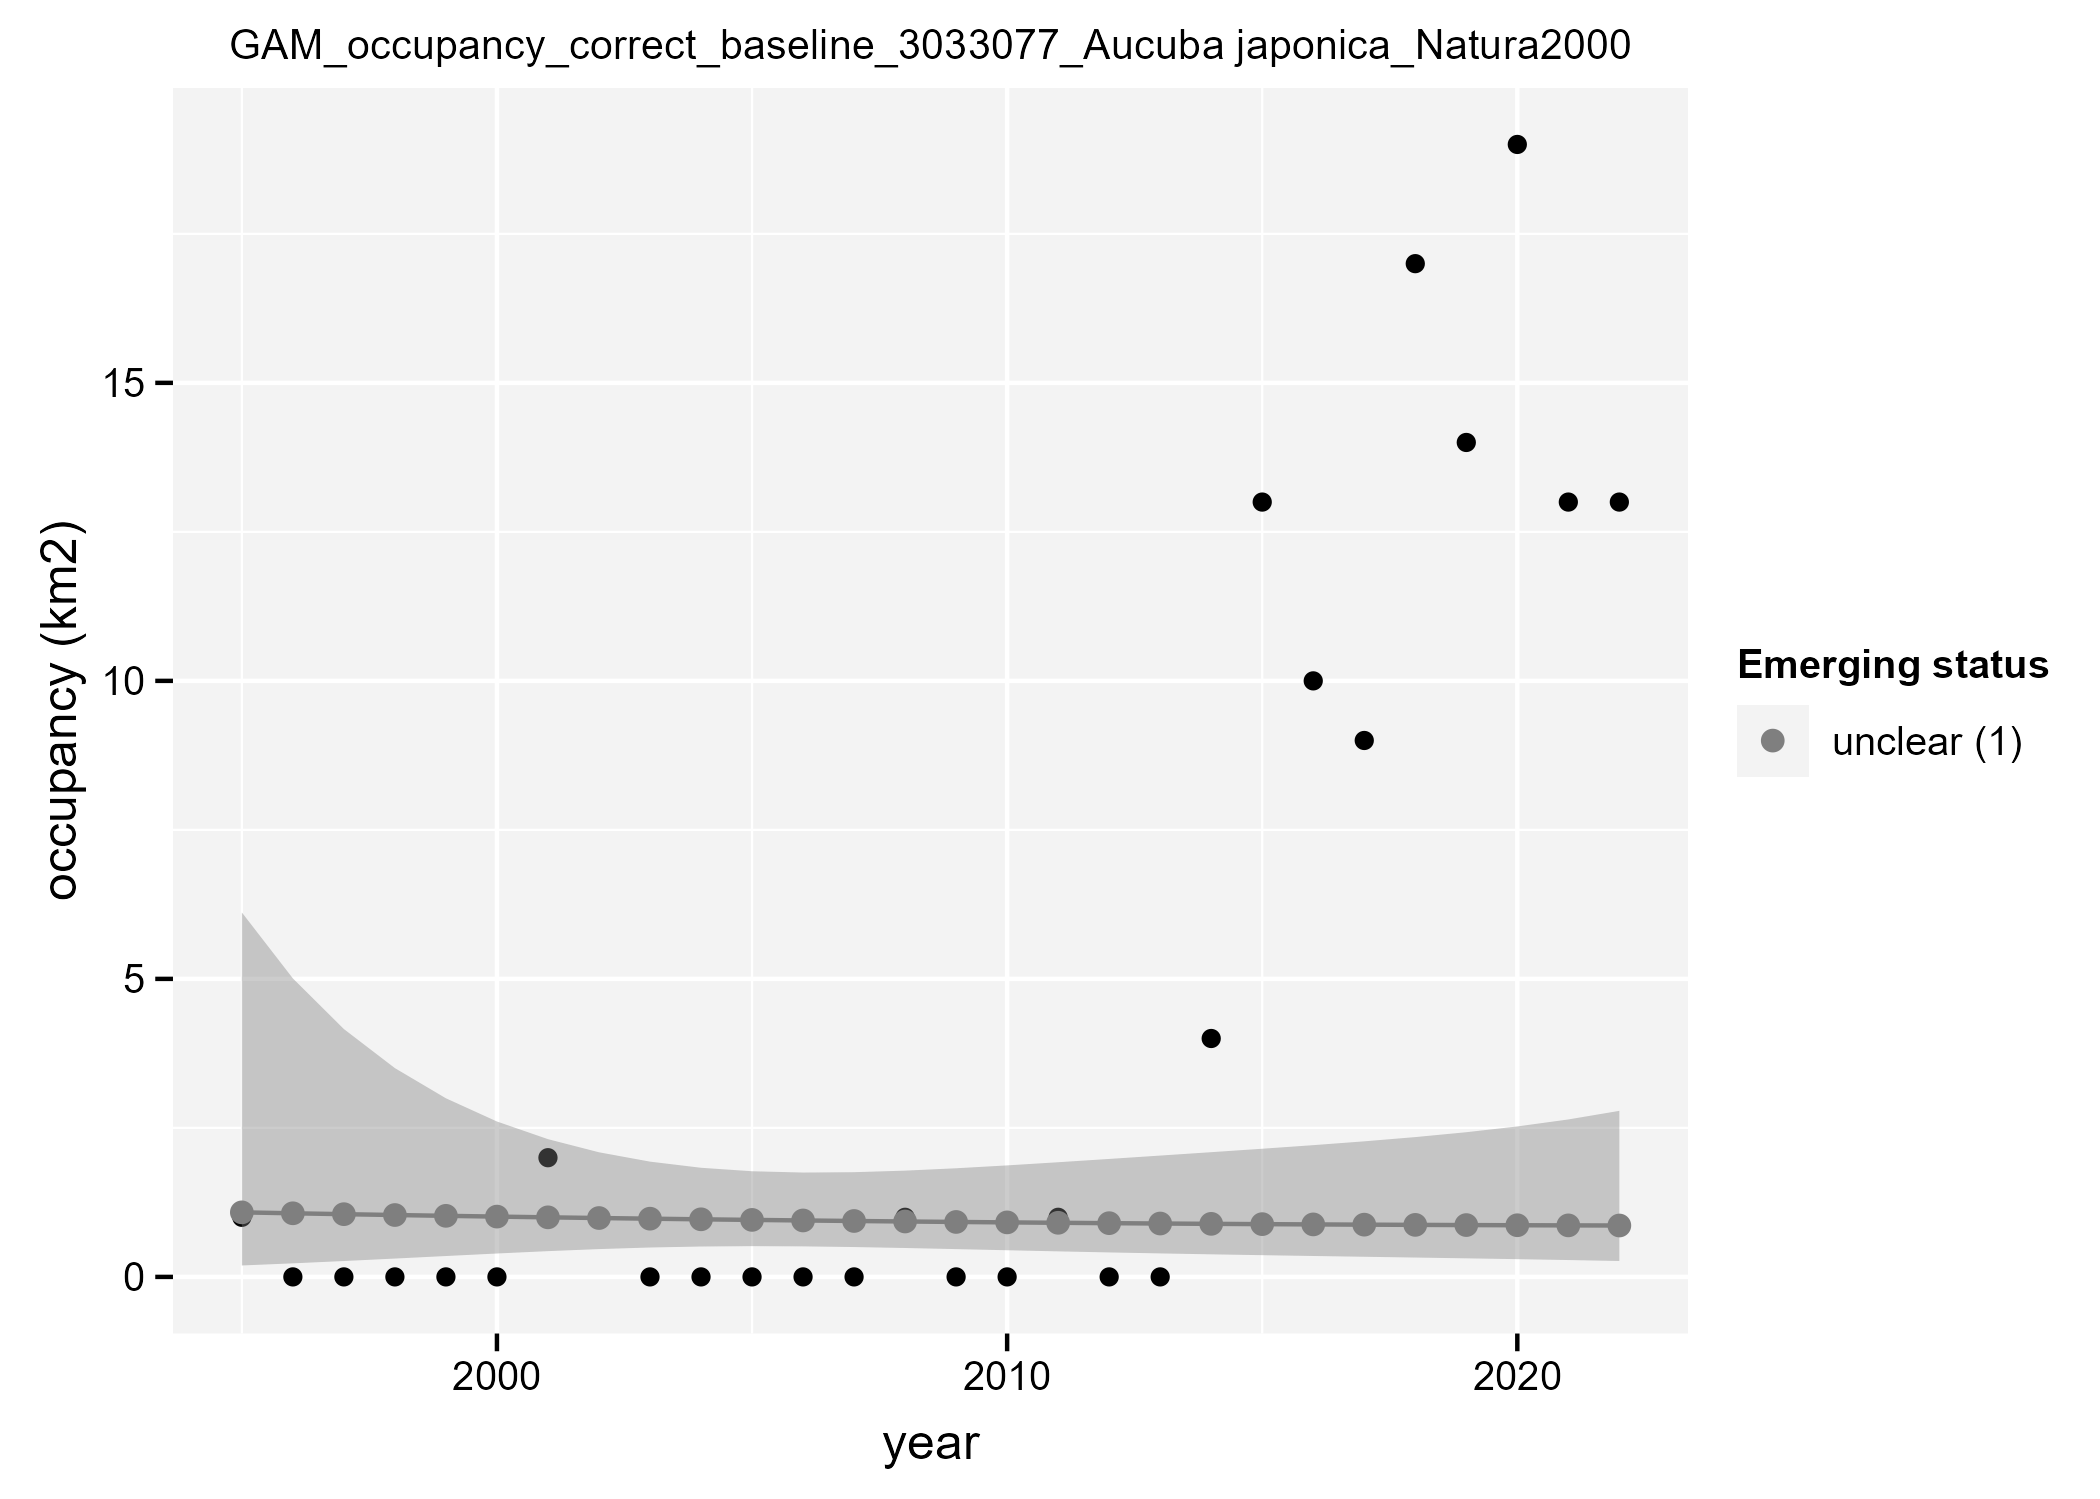 GAM_occupancy_correct_baseline_3033077_Aucuba japonica_Natura2000
15
10
5
0
occupancy (km2)
2000
2010
2020
year
Emerging status
unclear (1)